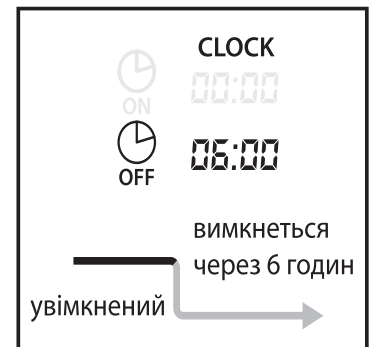 CLOCK
00:00
ON
06:00
OFF
вимкнеться
через 6 годин
увімкнений